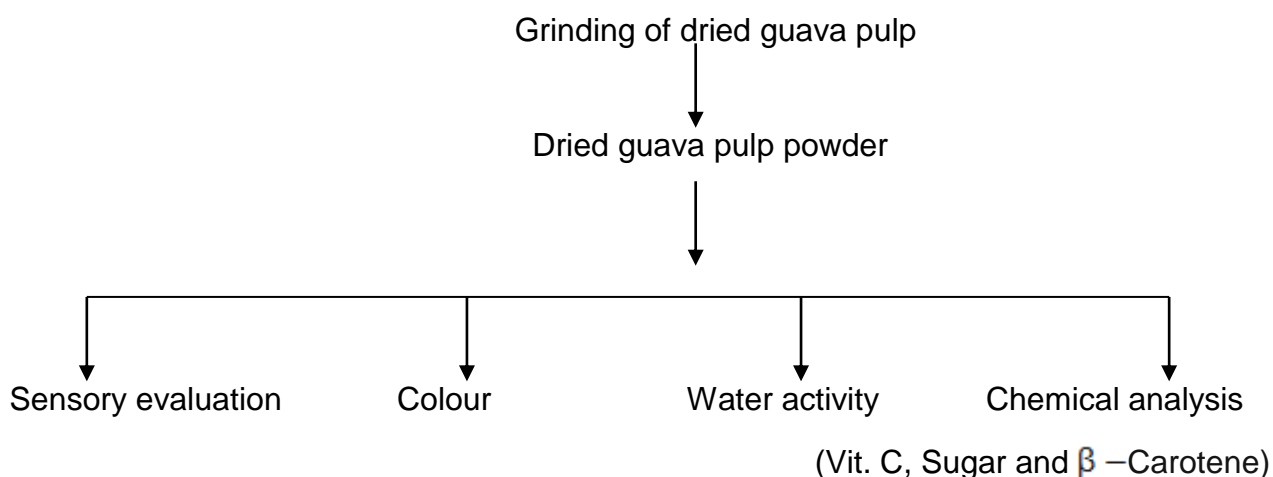 Grinding of dried guava pulp
Dried guava pulp powder
Sensory evaluation Colour Water activity Chemical analysis
(Vit. C, Sugar and β –Carotene)